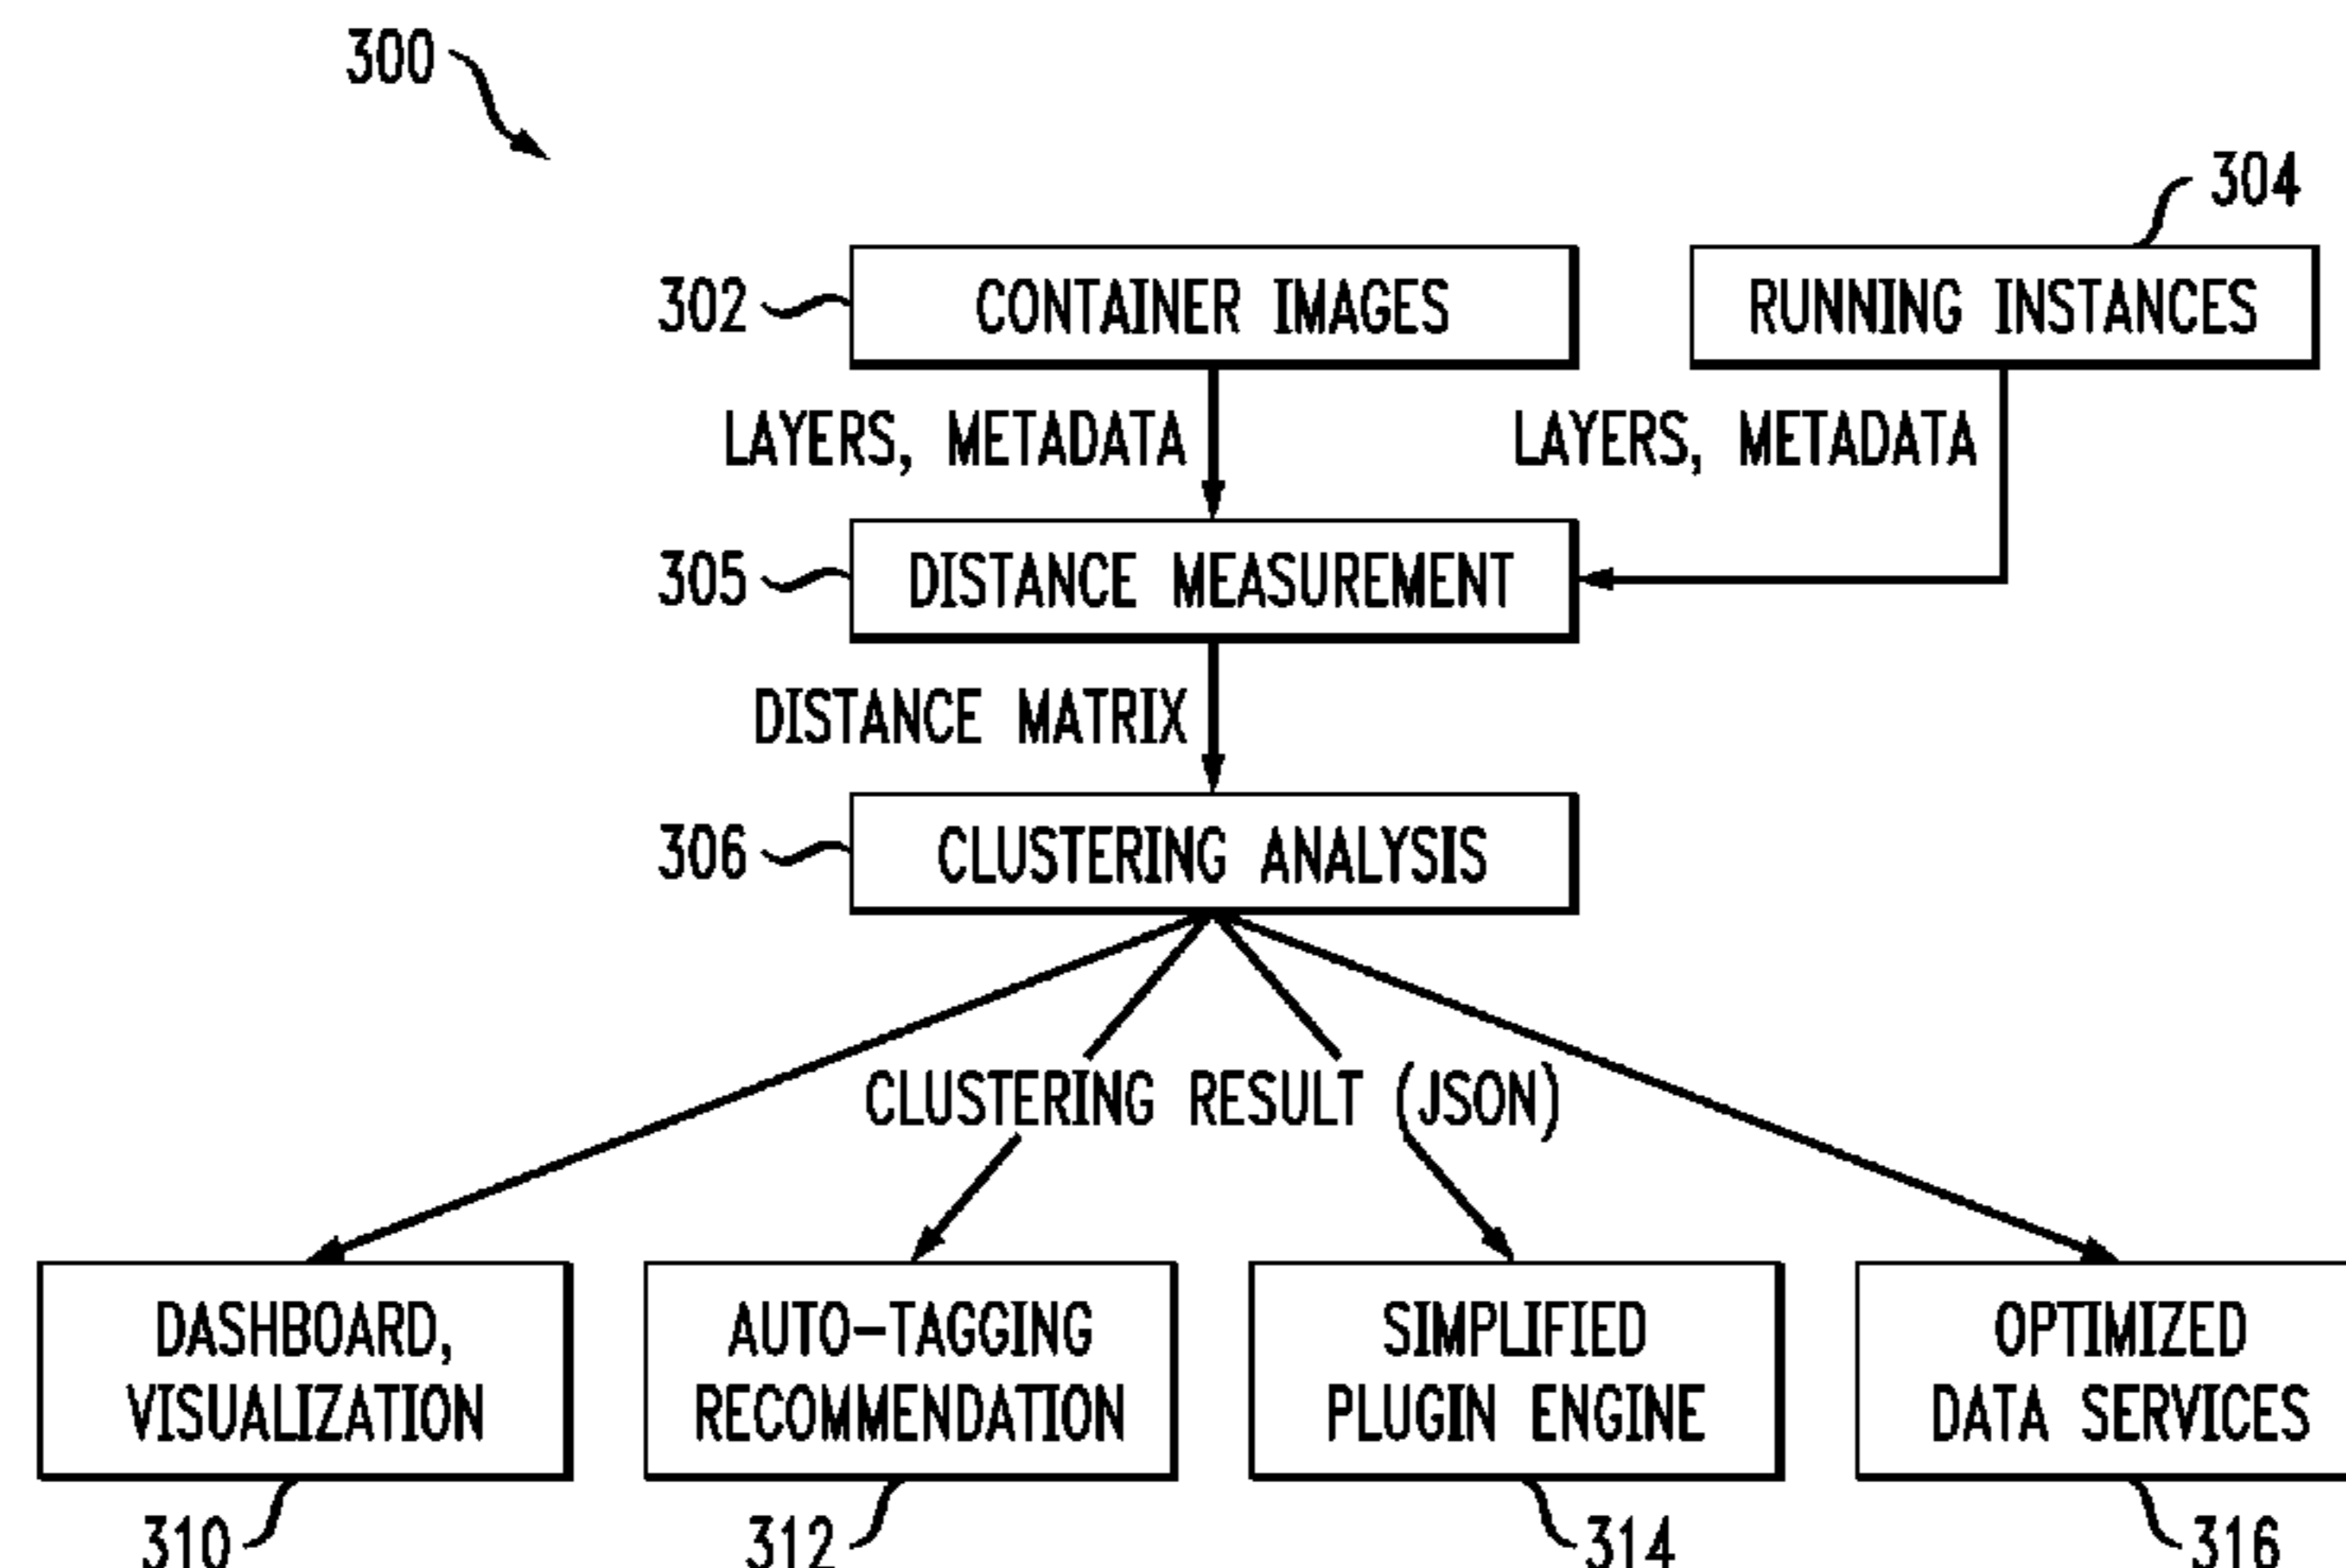 300
304
302 CONTAINER IMAGES
RUNNING INSTANCES
LAYERS, METADATA
LAYERS, METADATA
305 DISTANCE MEASUREMENT
DISTANCE MATRIX
306 CLUSTERING ANALYSIS
CLUSTERING RESULT (JSON)
DASHBOARD,
VISUALIZATION
AUTO-TAGGING
RECOMMENDATION
SIMPLIFIED
PLUGIN ENGINE
OPTIMIZED
DATA SERVICES
310
312
314
316